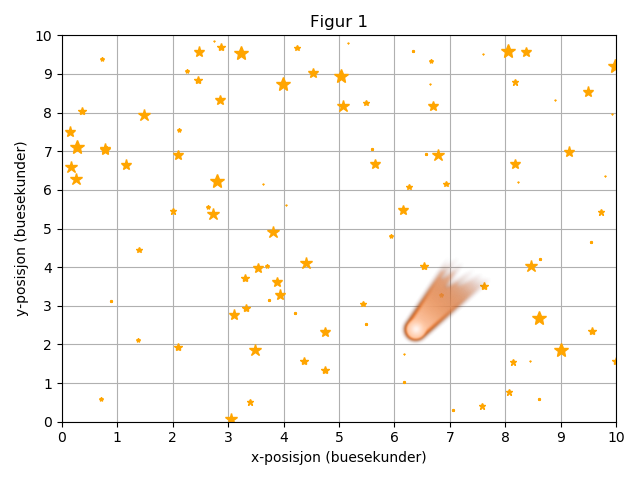 Figur 1
10
9
8
7
6
5
4
3
2
1
0
y-posisjon (buesekunder)
0 1 2 3 4 5 6 7 8 9 10
x-posisjon (buesekunder)